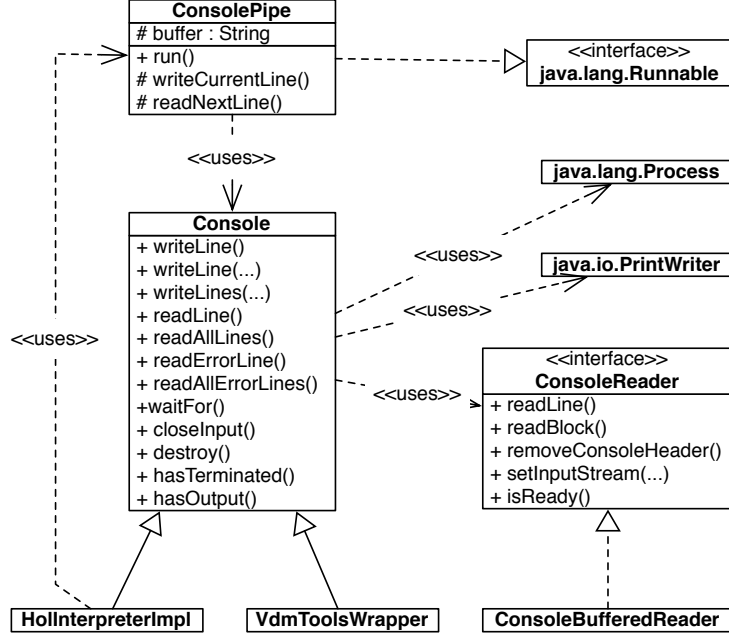 ConsolePipe
# buffer : String
+ run()
# writeCurrentLine()
# readNextLine()
<<interface>>
java.lang.Runnable
<<uses>>
java.lang.Process
Console
+ writeLine()
+ writeLine(...)
+ writeLines(...)
+ readLine()
+ readAllLines()
+ readErrorLine()
+ readAllErrorLines()
+waitFor()
+ closeInput()
+ destroy()
+ hasTerminated()
+ hasOutput()
<<uses>>
java.io.PrintWriter
<<uses>>
<<uses>>
<<uses>>
<<interface>>
ConsoleReader
+ readLine()
+ readBlock()
+ removeConsoleHeader()
+ setInputStream(...)
+ isReady()
HolInterpreterImpl
VdmToolsWrapper
ConsoleBufferedReader